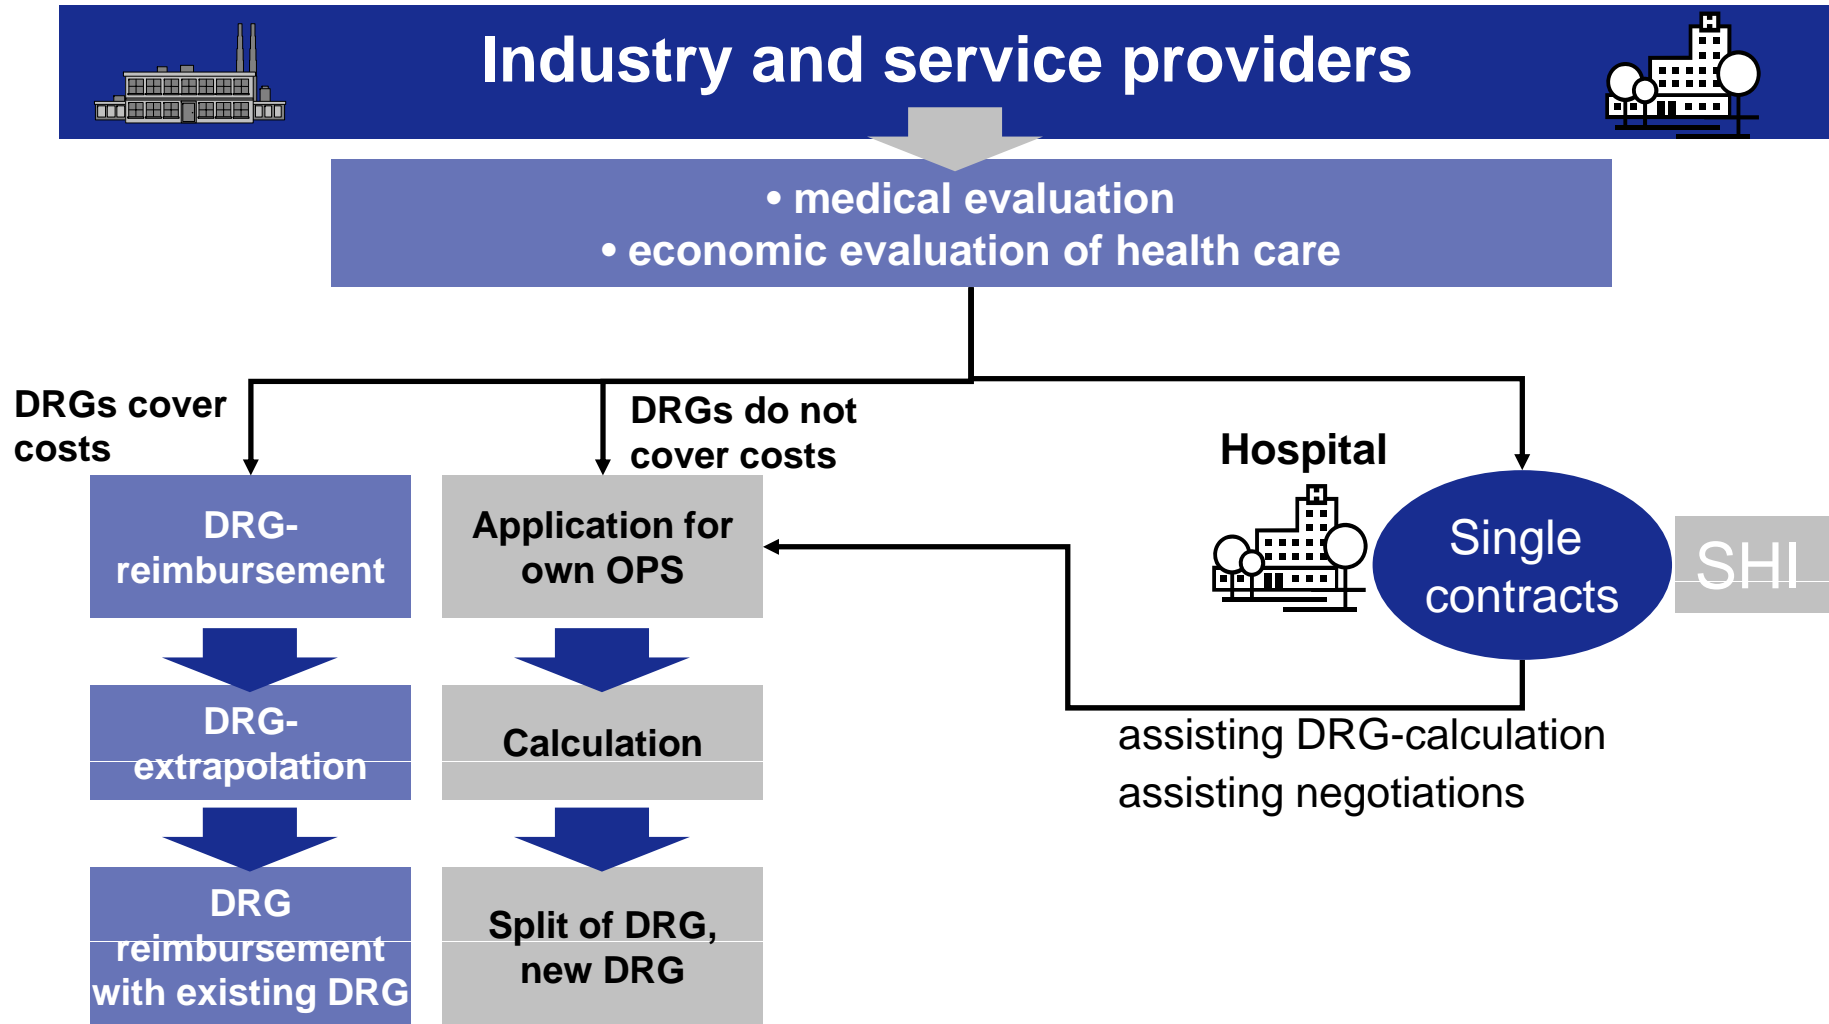 Industry and service providers
• medical evaluation
• economic evaluation of health care
DRGs cover
costs
DRGs do not
cover costs
Hospital
H
H
DRG-
reimbursement
Application for
own OPS
Single
contracts
SHI
DRG-
extrapolation
Calculation
assisting DRG-calculation
assisting negotiations
DRG
reimbursement
with existing DRG
Split of DRG,
new DRG